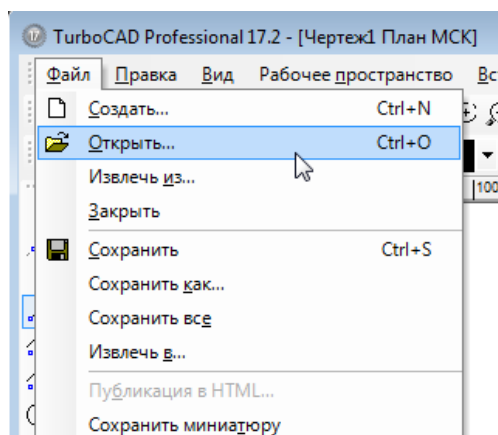 TurboCAD Professional 17.2 - [Чертеж1 План МСК]
Файл Правка Вид Рабочее пространство Вс
Создать... Ctrl+N
Открыть... Ctrl+O
Извлечь из... 100
Закрыть
Сохранить Ctrl+S
Сохранить как...
Сохранить все
Извлечь в...
Публикация в HTML...
Сохранить миниатюру